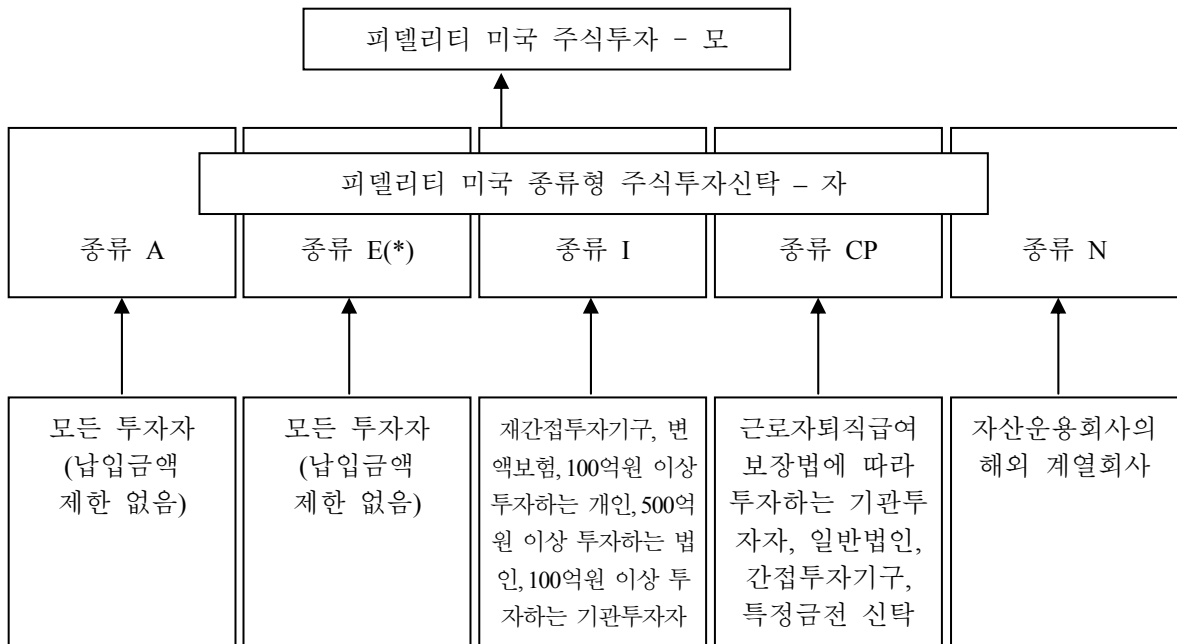 피델리티 미국 주식투자 - 모
피델리티 미국 종류형 주식투자신탁 – 자
종류 A
종류 E(*)
종류 I
종류 CP
종류 N
모든 투자자
(납입금액
제한 없음)
모든 투자자
(납입금액
제한 없음)
재간접투자기구, 변
액보험, 100억원 이상
투자하는 개인, 500억
원 이상 투자하는 법
인, 100억원 이상 투
자하는 기관투자자
근로자퇴직급여
보장법에 따라
투자하는 기관투
자자, 일반법인,
간접투자기구,
특정금전 신탁
자산운용회사의
해외 계열회사